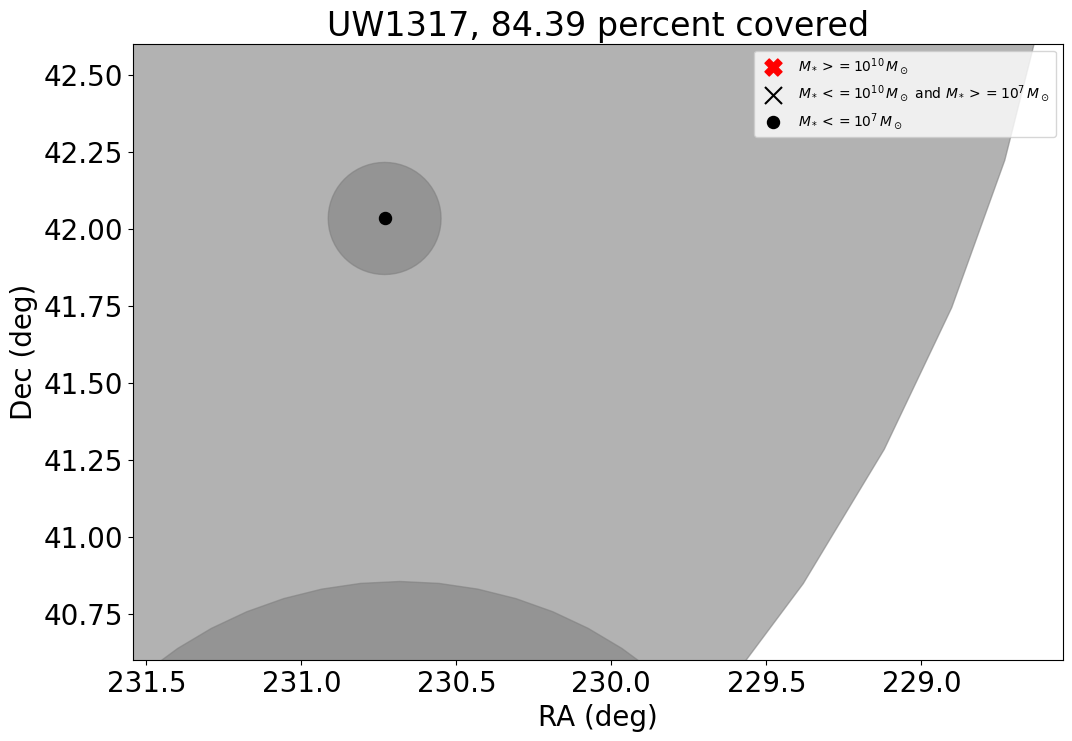 UW1317, 84.39 percent covered
M* >= 10^10 M⊙
M* <= 10^10 M⊙ and M* >= 10^7 M⊙
M* <= 10^7 M⊙
42.50
42.25
42.00
41.75
41.50
41.25
41.00
40.75
Dec (deg)
231.5 231.0 230.5 230.0 229.5 229.0
RA (deg)